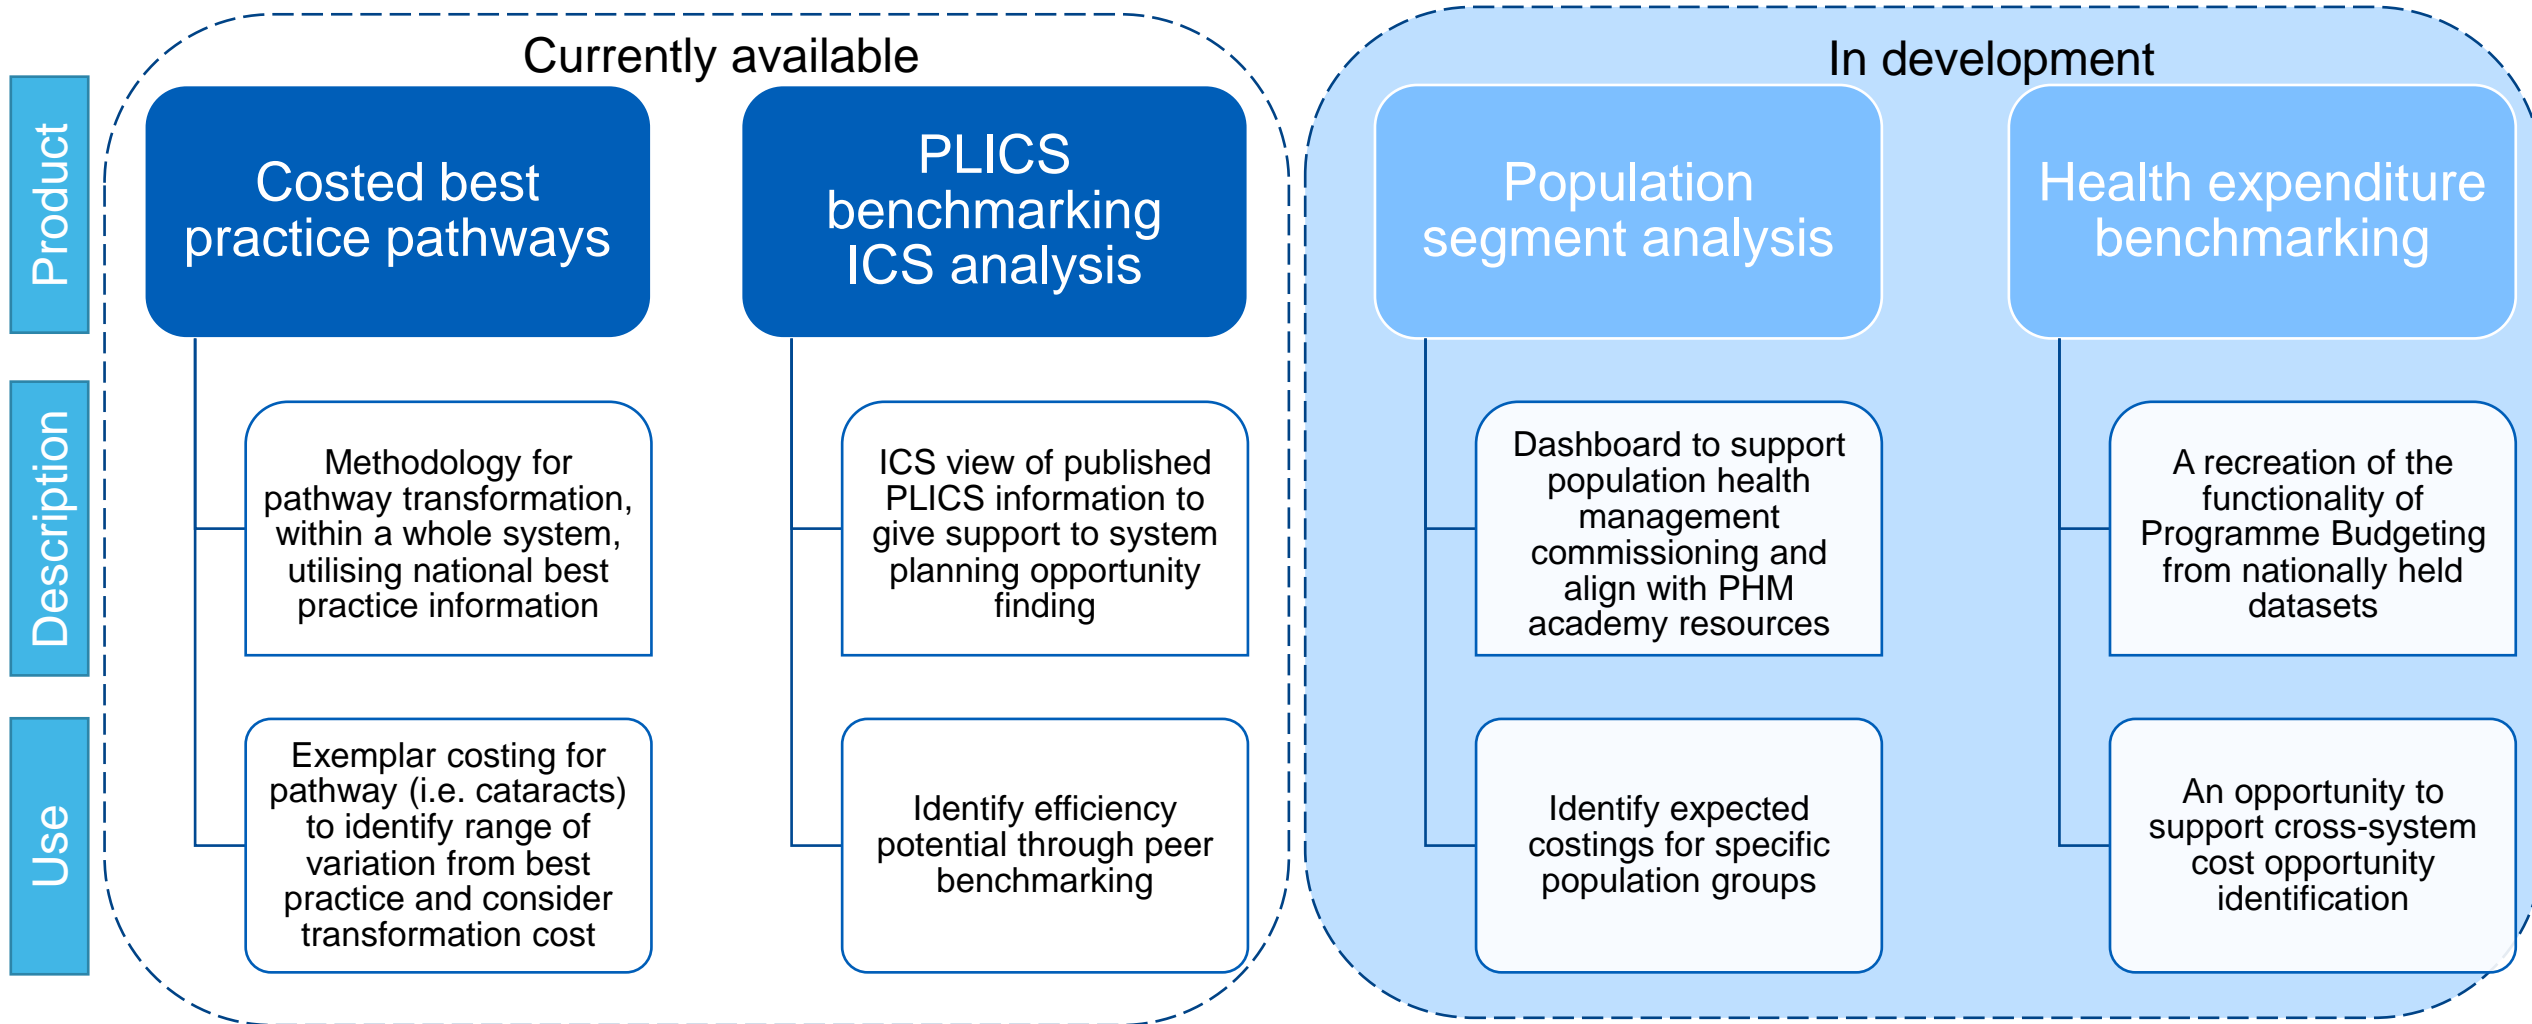 Currently available
In development
Product
Costed best
practice pathways
PLICS
benchmarking
ICS analysis
Population
segment analysis
Health expenditure
benchmarking
Description
Methodology for
pathway transformation,
within a whole system,
utilising national best
practice information
ICS view of published
PLICS information to
give support to system
planning opportunity
finding
Dashboard to support
population health
management
commissioning and
align with PHM
academy resources
A recreation of the
functionality of
Programme Budgeting
from nationally held
datasets
Use
Exemplar costing for
pathway (i.e. cataracts)
to identify range of
variation from best
practice and consider
transformation cost
Identify efficiency
potential through peer
benchmarking
Identify expected
costings for specific
population groups
An opportunity to
support cross-system
cost opportunity
identification